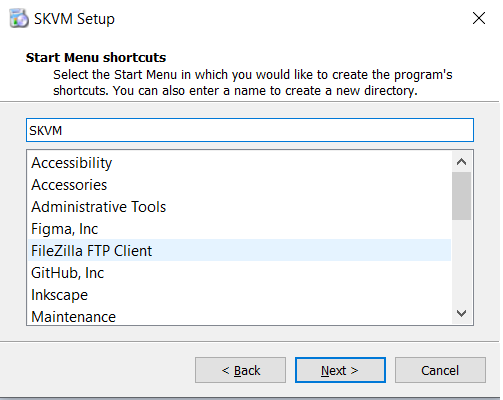 SKVM Setup
Start Menu shortcuts
Select the Start Menu in which you would like to create the program's
shortcuts. You can also enter a name to create a new directory.
SKVM
Accessibility
Accessories
Administrative Tools
Figma, Inc
FileZilla FTP Client
GitHub, Inc
Inkscape
Maintenance
< Back
Next >
Cancel